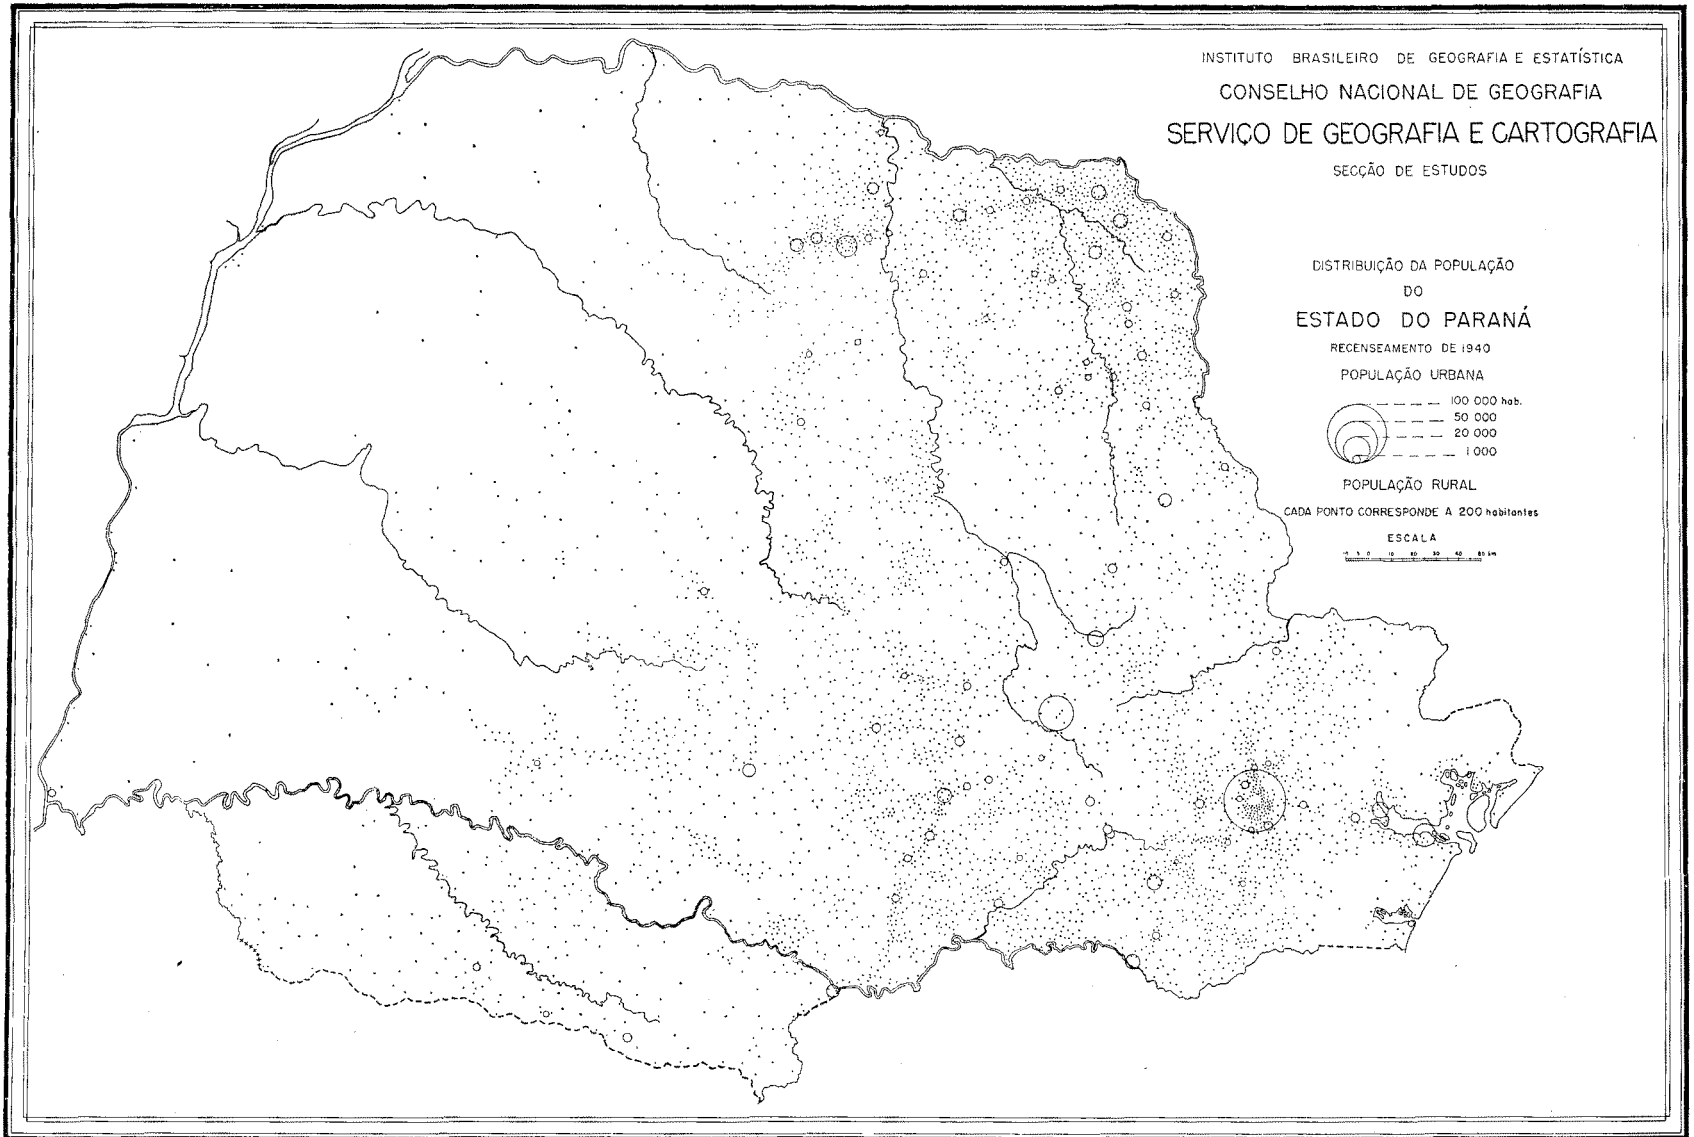 INSTITUTO BRASILEIRO DE GEOGRAFIA E ESTATÍSTICA
CONSELHO NACIONAL DE GEOGRAFIA
SERVIÇO DE GEOGRAFIA E CARTOGRAFIA
SECÇÃO DE ESTUDOS
DISTRIBUIÇÃO DA POPULAÇÃO
DO
ESTADO DO PARANÁ
RECENSEAMENTO DE 1940
POPULAÇÃO URBANA
100 000 hab.
50 000
20 000
1 000
POPULAÇÃO RURAL
CADA PONTO CORRESPONDE A 200 habitantes
ESCALA